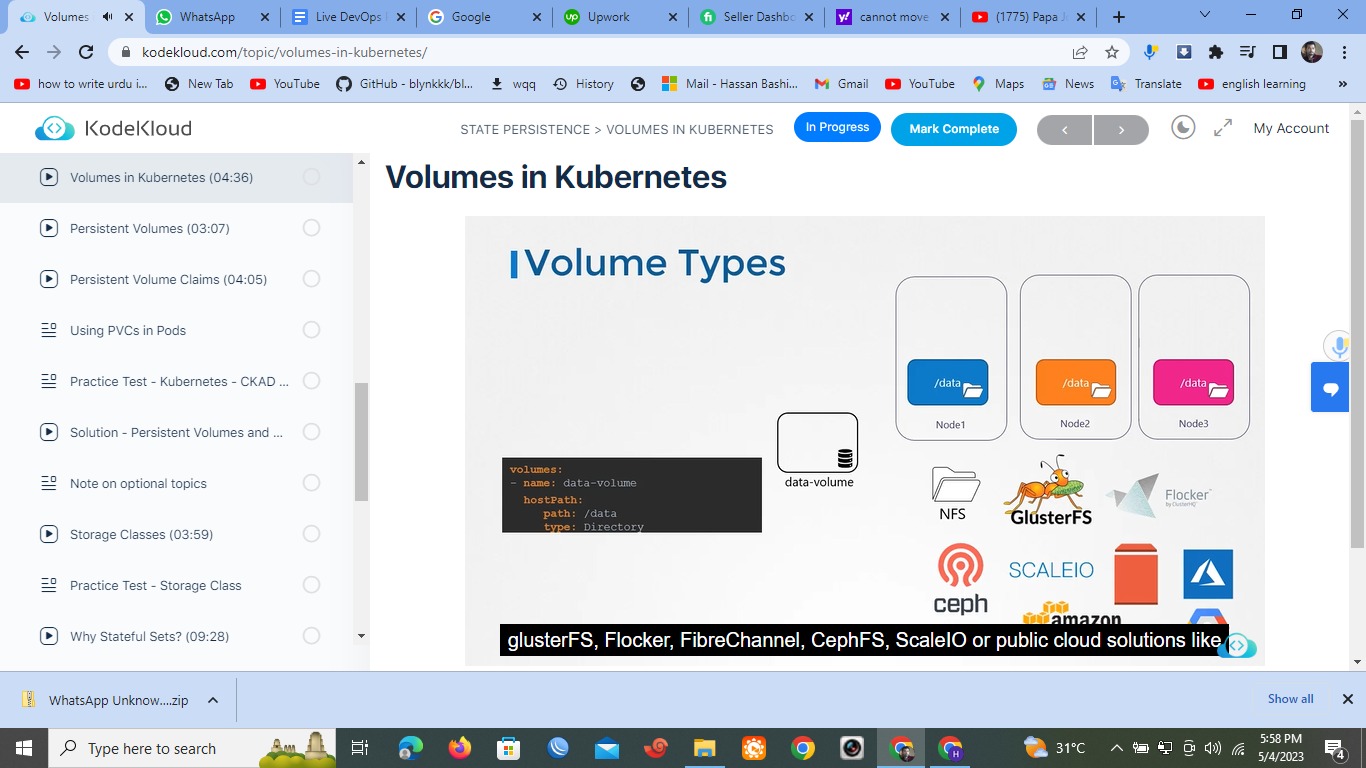 Volumes
WhatsApp
Live DevOps
Google
Upwork
Seller Dashbo
cannot move
(1775) Papa J
kodekloud.com/topic/volumes-in-kubernetes/
how to write urdu i...
New Tab
YouTube
GitHub - blynkkk/bl...
wqq
History
Mail - Hassan Bashi...
Gmail
YouTube
Maps
News
Translate
english learning
»
KodeKloud
STATE PERSISTENCE > VOLUMES IN KUBERNETES
In Progress
Mark Complete
My Account
Volumes in Kubernetes (04:36)
Persistent Volumes (03:07)
Persistent Volume Claims (04:05)
Using PVCs in Pods
Practice Test - Kubernetes - CKAD ...
Solution - Persistent Volumes and ...
Note on optional topics
Storage Classes (03:59)
Practice Test - Storage Class
Why Stateful Sets? (09:28)
Volumes in Kubernetes
Volume Types
/data
/data
/data
Node1
Node2
Node3
volumes:
- name: data-volume
hostPath:
path: /data
type: Directory
data-volume
NFS
GlusterFS
Flocker
by ClusterHQ
ceph
SCALEIO
amazon
glusterFS, Flocker, FibreChannel, CephFS, ScaleIO or public cloud solutions like
WhatsApp Unknow....zip
Show all
Type here to search
H
31°C
5:58 PM
5/4/2023
4